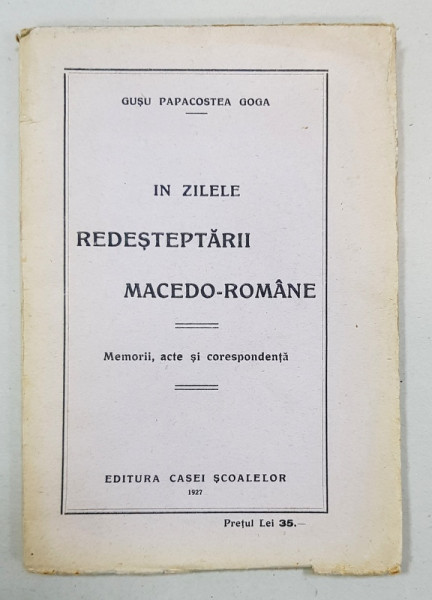 GUȘU PAPACOSTEA GOGA
IN ZILELE
REDEȘTEPTĂRII
MACEDO-ROMÂNE
Memorii, acte și corespondență
EDITURA CASEI ȘCOALELOR
1927
Prețul Lei 35.—